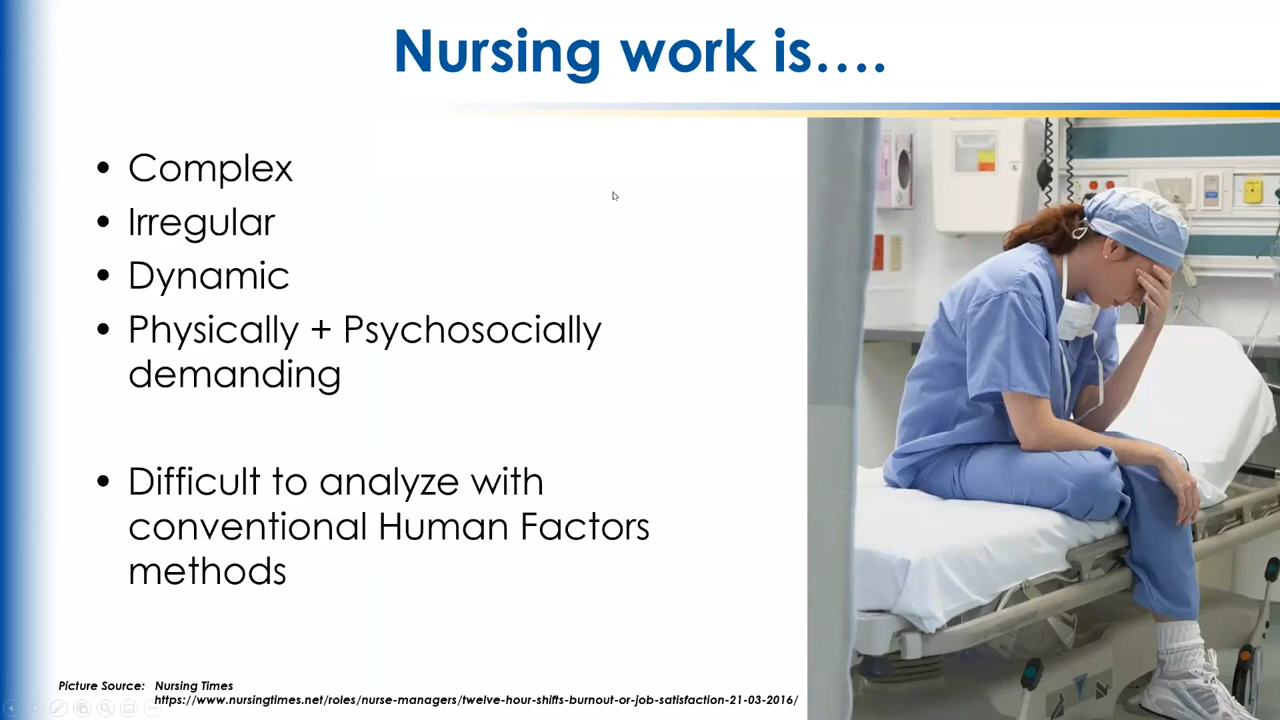 Nursing work is....
• Complex
• Irregular
• Dynamic
• Physically + Psychosocially
demanding
• Difficult to analyze with
conventional Human Factors
methods
Picture Source: Nursing Times
https://www.nursingtimes.net/roles/nurse-managers/twelve-hour-shifts-burnout-or-job-satisfaction-21-03-2016/